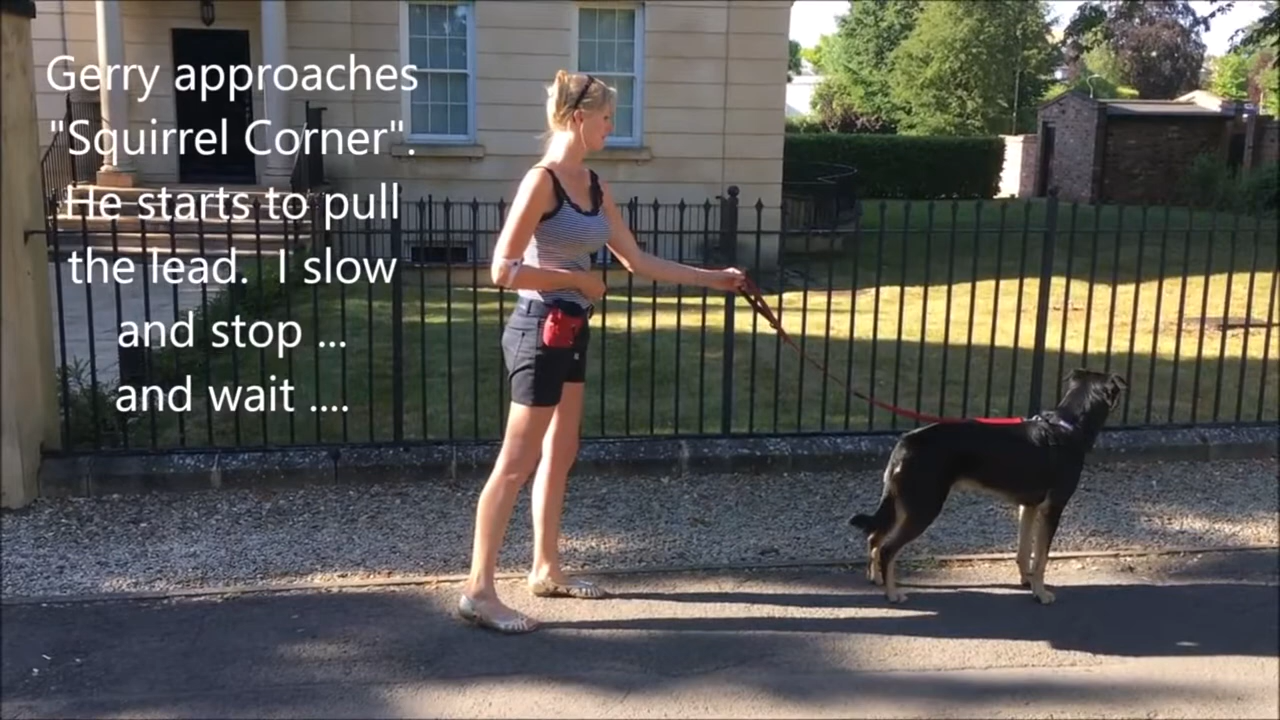 Gerry approaches
"Squirrel Corner".
He starts to pull
the lead.  I slow
and stop ...
and wait ....